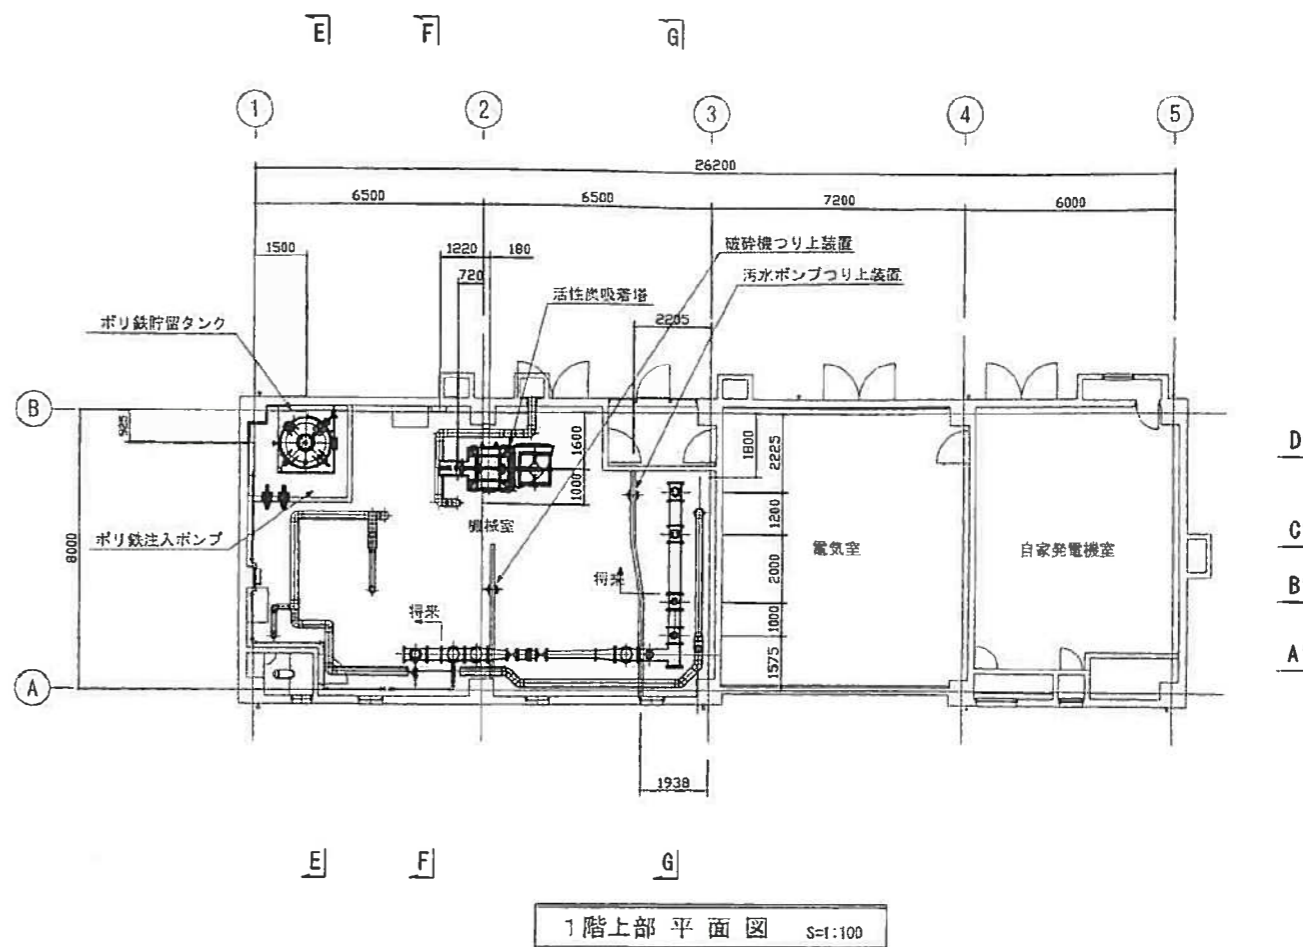 E F G
1 2 3 4 5
26200
6500 6500 7200 6000
1500 1220 180
720
破砕機つり上装置
汚水ポンプつり上装置
活性炭吸着塔
2205
ポリ鉄貯留タンク
B
925
1600
1000
1800
2225
D
8000
機械室
1200
C
ポリ鉄注入ポンプ
電気室
自家発電機室
2000
将来
B
将来
1000
A
1575
A
1938
E F G
1階上部 平面図 S=1:100